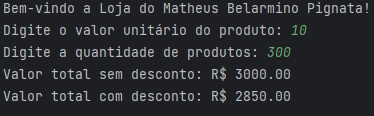 Bem-vindo a Loja do Matheus Belarmino Pignata!
Digite o valor unitário do produto: 10
Digite a quantidade de produtos: 300
Valor total sem desconto: R$ 3000.00
Valor total com desconto: R$ 2850.00